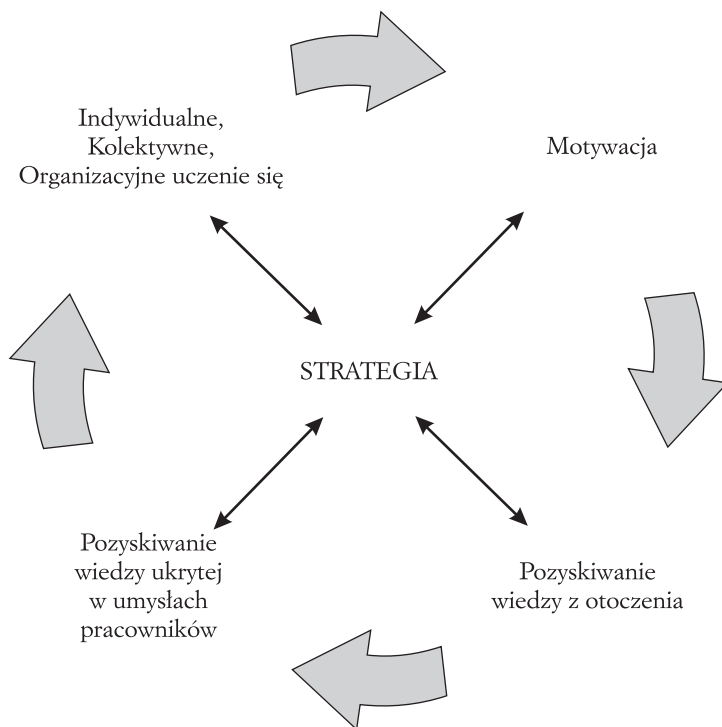 Indywidualne,
Kolektywne,
Organizacyjne uczenie się
Motywacja
STRATEGIA
Pozyskiwanie
wiedzy ukrytej
w umysłach
pracowników
Pozyskiwanie
wiedzy z otoczenia